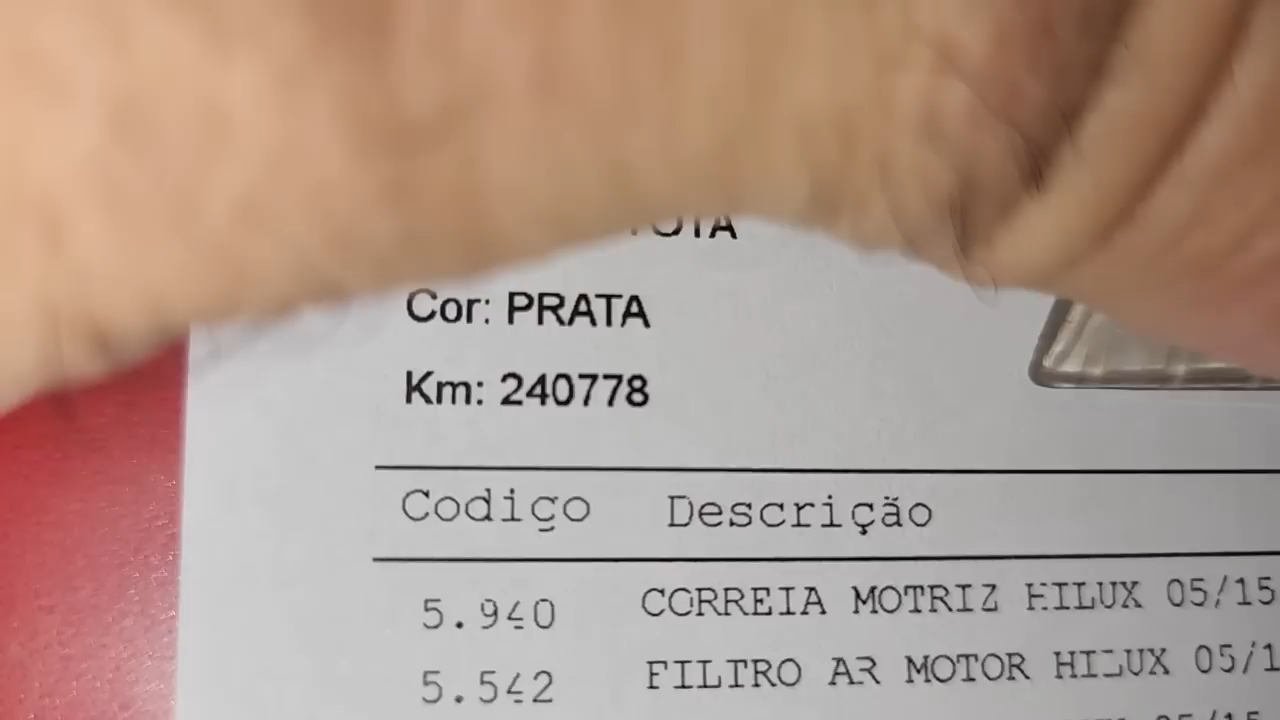 Cor: PRATA
Km: 240778
Codigo Descrição
5.940 CORREIA MOTRIZ HILUX 05/15
5.542 FILTRO AR MOTOR HILUX 05/1